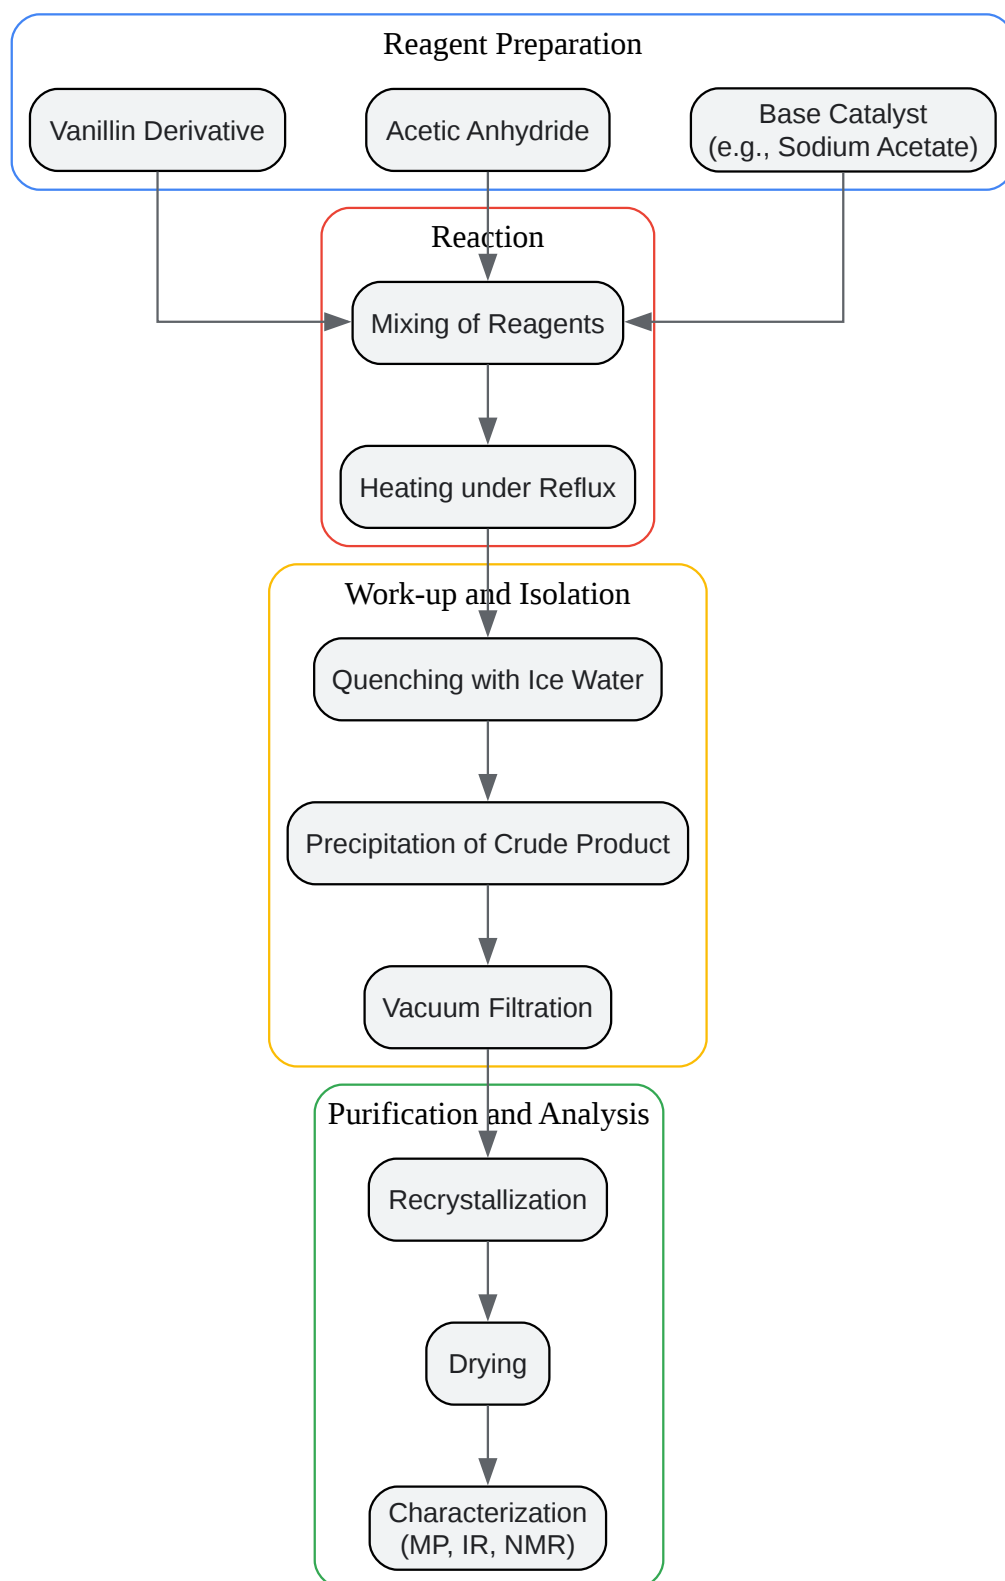 Reagent Preparation
Vanillin Derivative
Acetic Anhydride
Base Catalyst
(e.g., Sodium Acetate)
Reaction
Mixing of Reagents
Heating under Reflux
Work-up and Isolation
Quenching with Ice Water
Precipitation of Crude Product
Vacuum Filtration
Purification and Analysis
Recrystallization
Drying
Characterization
(MP, IR, NMR)